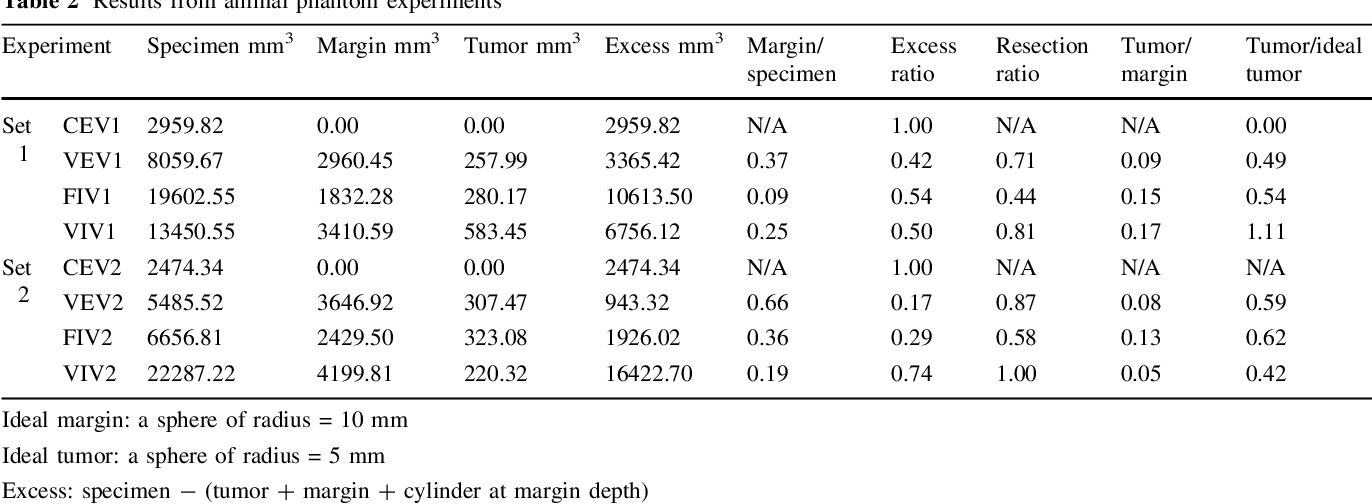 Table 2 Results from animal phantom experiments
Experiment Specimen mm3 Margin mm3 Tumor mm3 Excess mm3 Margin/specimen Excess ratio Resection ratio Tumor/margin Tumor/ideal tumor
Set 1 CEV1 2959.82 0.00 0.00 2959.82 N/A 1.00 N/A N/A 0.00
VEV1 8059.67 2960.45 257.99 3365.42 0.37 0.42 0.71 0.09 0.49
FIV1 19602.55 1832.28 280.17 10613.50 0.09 0.54 0.44 0.15 0.54
VIV1 13450.55 3410.59 583.45 6756.12 0.25 0.50 0.81 0.17 1.11
Set 2 CEV2 2474.34 0.00 0.00 2474.34 N/A 1.00 N/A N/A N/A
VEV2 5485.52 3646.92 307.47 943.32 0.66 0.17 0.87 0.08 0.59
FIV2 6656.81 2429.50 323.08 1926.02 0.36 0.29 0.58 0.13 0.62
VIV2 22287.22 4199.81 220.32 16422.70 0.19 0.74 1.00 0.05 0.42
Ideal margin: a sphere of radius = 10 mm
Ideal tumor: a sphere of radius = 5 mm
Excess: specimen − (tumor + margin + cylinder at margin depth)